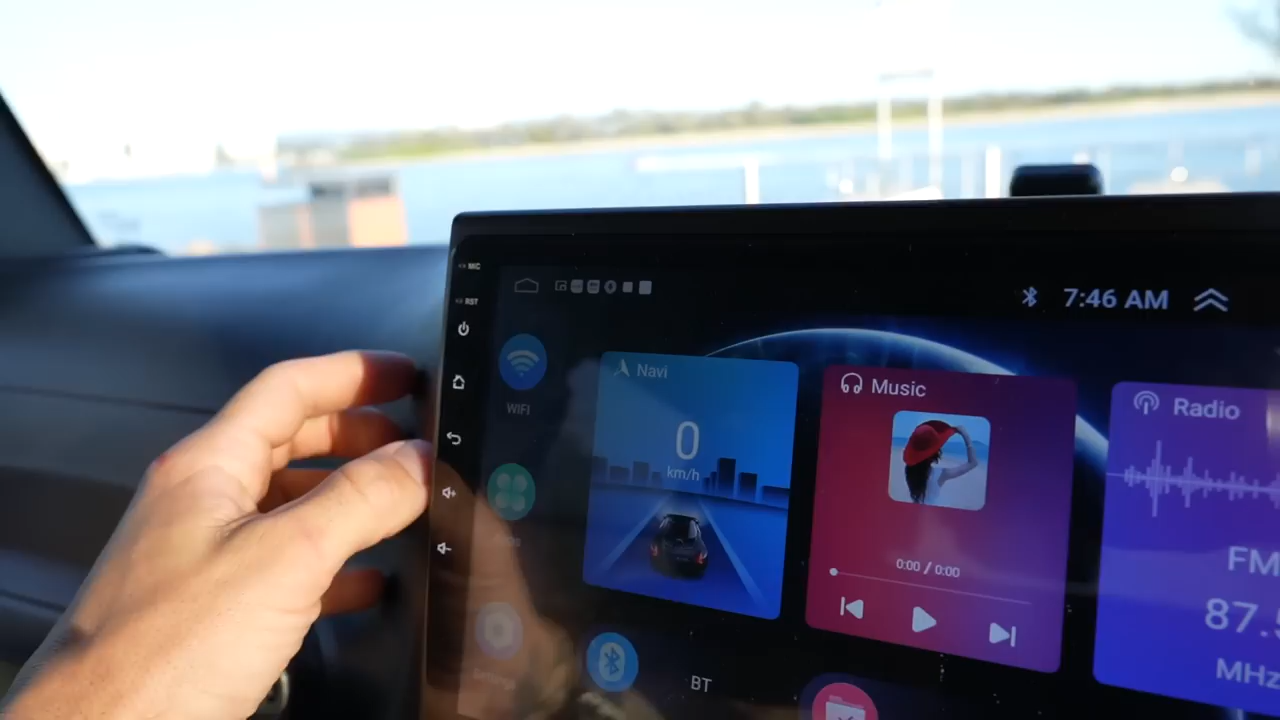 MIC
RST
7:46 AM
WIFI
Navi
0
km/h
Music
0:00 / 0:00
Radio
FM
87.5
MHz
Settings
BT